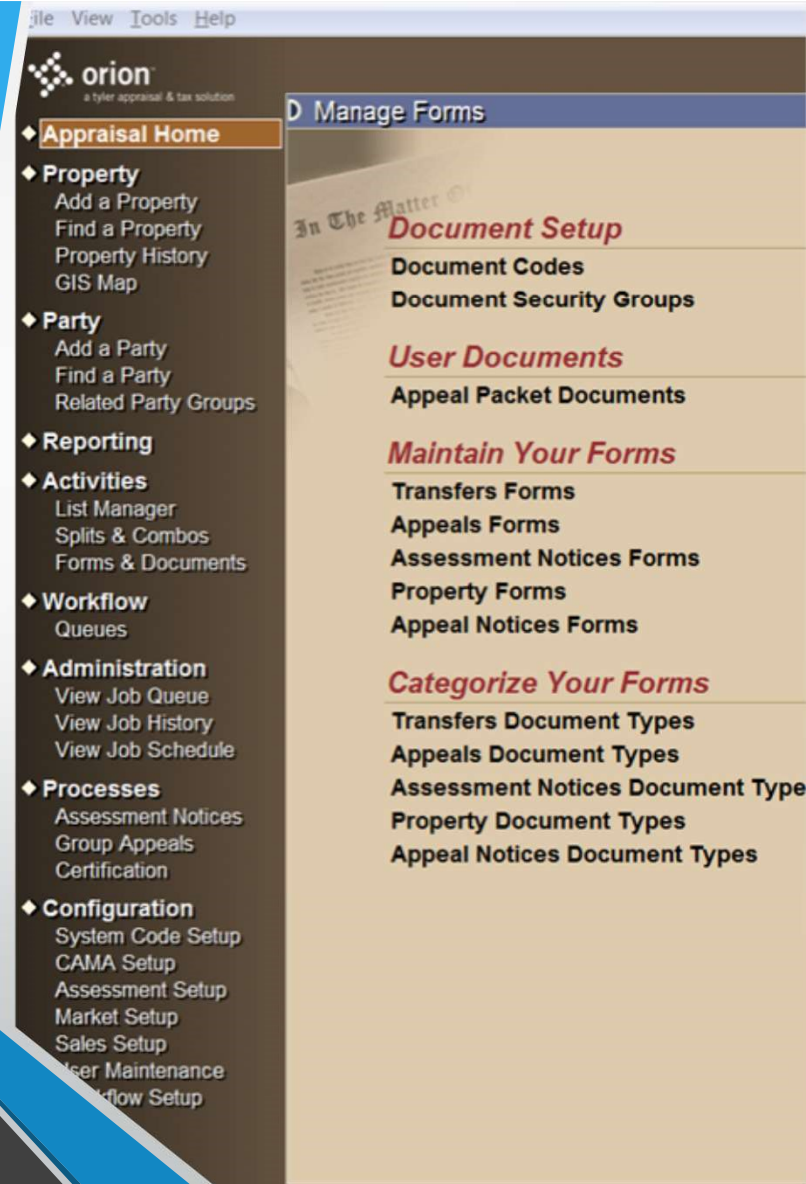 ile View Tools Help
orion
a tyler appraisal & tax solution
Appraisal Home
Property
Add a Property
Find a Property
Property History
GIS Map
Party
Add a Party
Find a Party
Related Party Groups
Reporting
Activities
List Manager
Splits & Combos
Forms & Documents
Workflow
Queues
Administration
View Job Queue
View Job History
View Job Schedule
Processes
Assessment Notices
Group Appeals
Certification
Configuration
System Code Setup
CAMA Setup
Assessment Setup
Market Setup
Sales Setup
ser Maintenance
kflow Setup
Manage Forms
In The Matter O
Document Setup
Document Codes
Document Security Groups
User Documents
Appeal Packet Documents
Maintain Your Forms
Transfers Forms
Appeals Forms
Assessment Notices Forms
Property Forms
Appeal Notices Forms
Categorize Your Forms
Transfers Document Types
Appeals Document Types
Assessment Notices Document Type
Property Document Types
Appeal Notices Document Types